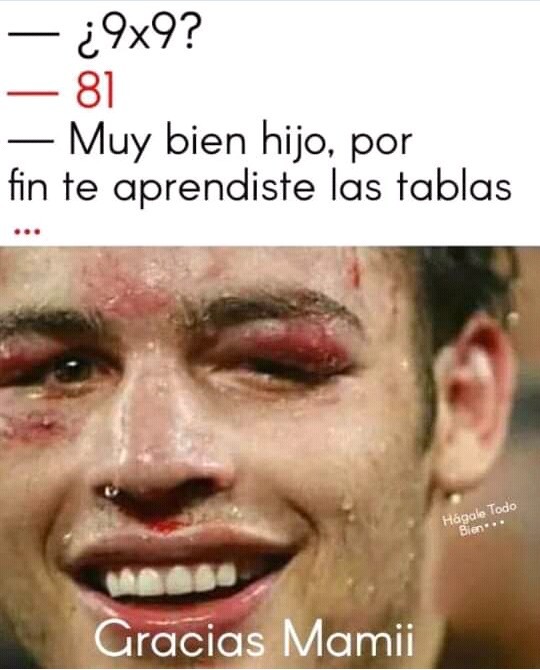 — ¿9x9?
— 81
— Muy bien hijo, por
fin te aprendiste las tablas
...
Hágale Todo
Bien...
Gracias Mamii